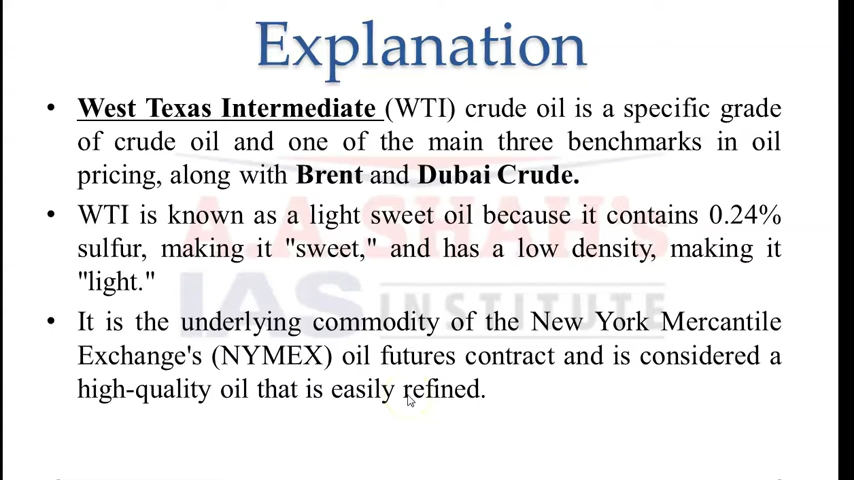 Explanation
• West Texas Intermediate (WTI) crude oil is a specific grade
of crude oil and one of the main three benchmarks in oil
pricing, along with Brent and Dubai Crude.
• WTI is known as a light sweet oil because it contains 0.24%
sulfur, making it "sweet," and has a low density, making it
"light."
• It is the underlying commodity of the New York Mercantile
Exchange's (NYMEX) oil futures contract and is considered a
high-quality oil that is easily refined.
A.A SHAH's
IAS INSTITUTE